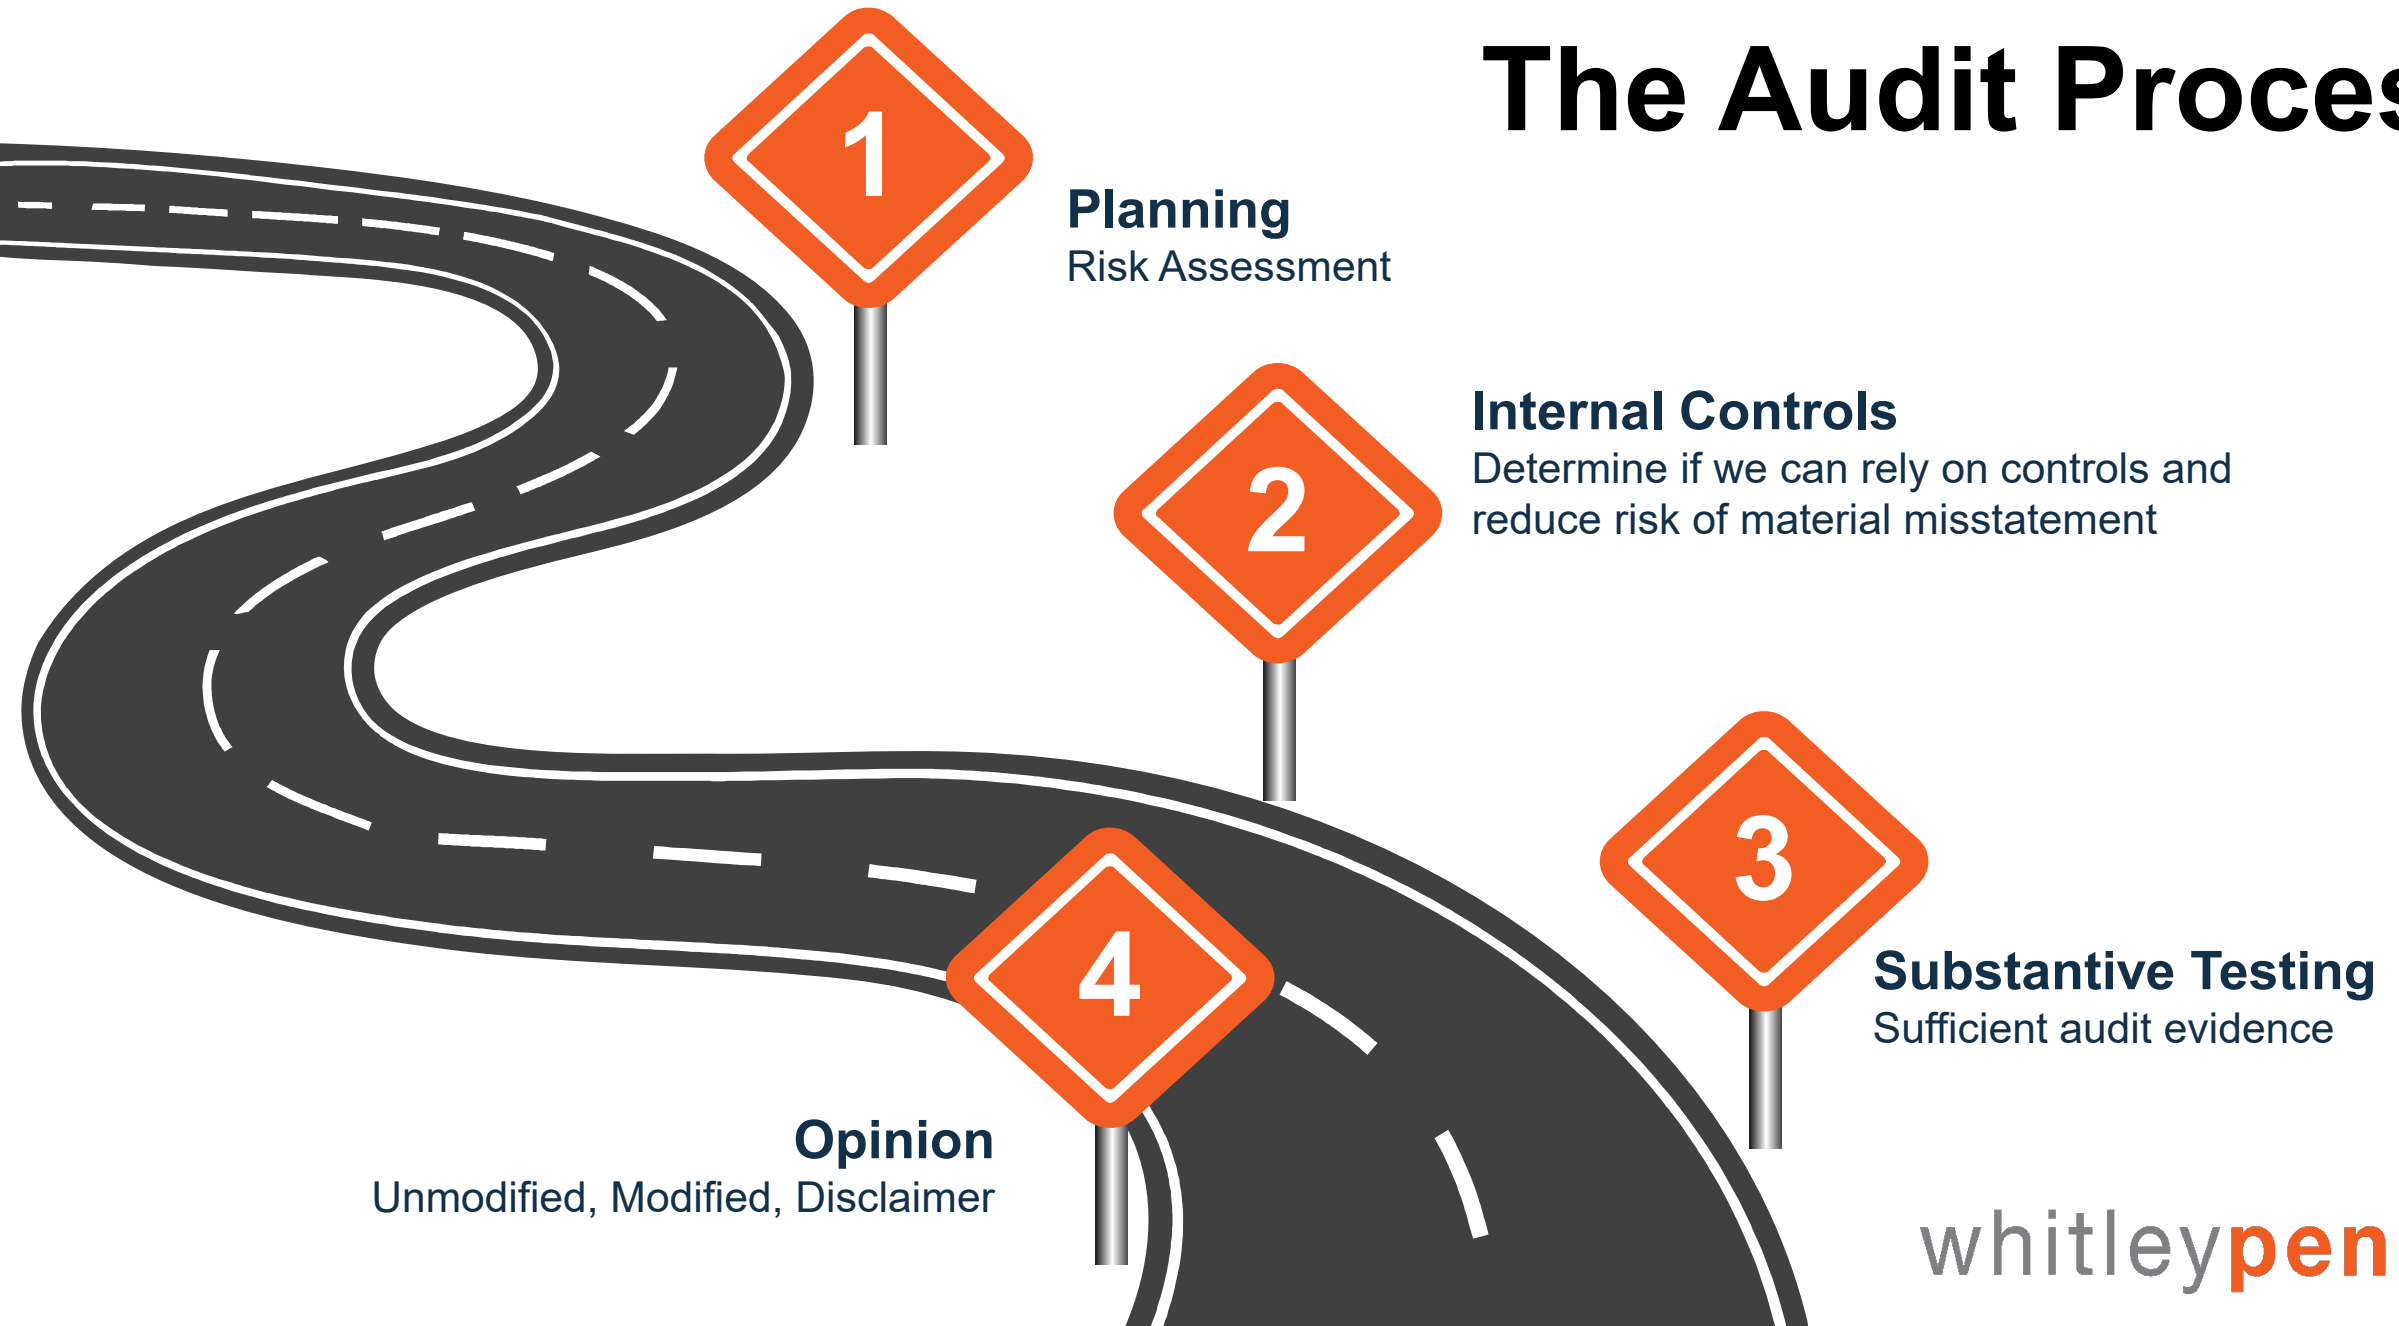 The Audit Proces
1
Planning
Risk Assessment
2
Internal Controls
Determine if we can rely on controls and
reduce risk of material misstatement
3
Substantive Testing
Sufficient audit evidence
4
Opinion
Unmodified, Modified, Disclaimer
whitleypen